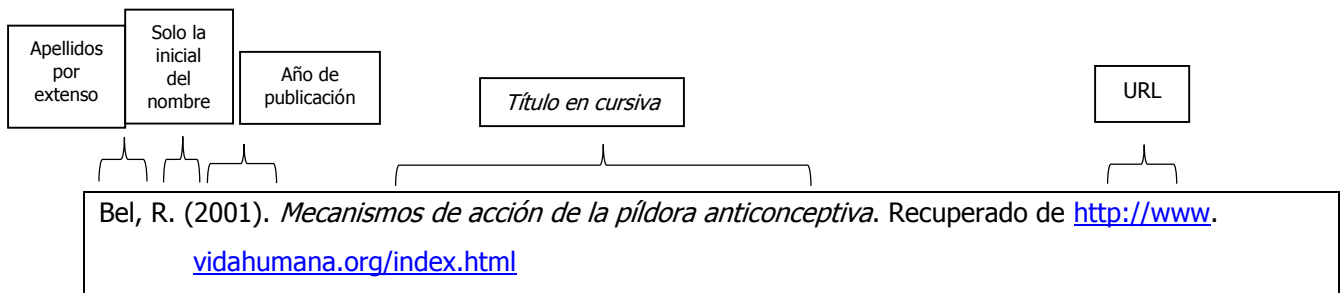 Apellidos
por
extenso
Solo la
inicial
del
nombre
Año de
publicación
Título en cursiva
URL
Bel, R. (2001). Mecanismos de acción de la píldora anticonceptiva. Recuperado de http://www.
vidahumana.org/index.html